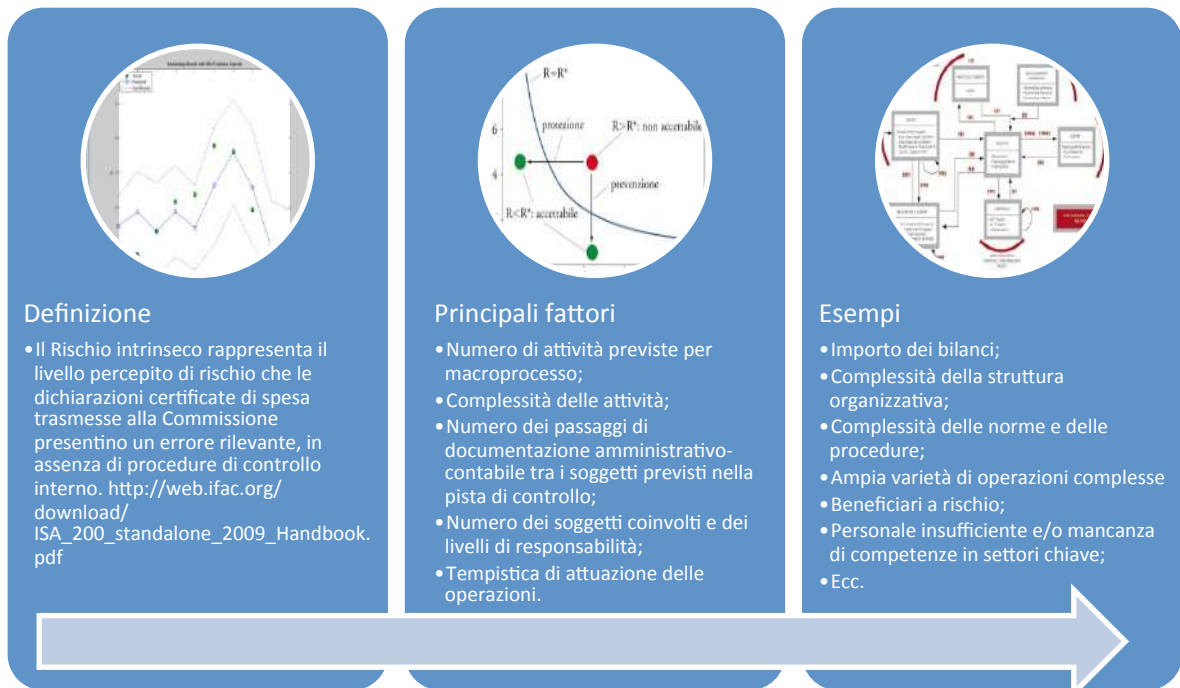 R=R*
6
4
2
protezione
R>R*: non accettabile
prevenzione
R<R*: accettabile
Definizione
•Il Rischio intrinseco rappresenta il
livello percepito di rischio che le
dichiarazioni certificate di spesa
trasmesse alla Commissione
presentino un errore rilevante, in
assenza di procedure di controllo
interno. http://web.ifac.org/
download/
ISA_200_standalone_2009_Handbook.
pdf
Principali fattori
•Numero di attività previste per
macroprocesso;
•Complessità delle attività;
•Numero dei passaggi di
documentazione amministrativo-
contabile tra i soggetti previsti nella
pista di controllo;
•Numero dei soggetti coinvolti e dei
livelli di responsabilità;
•Tempistica di attuazione delle
operazioni.
Esempi
•Importo dei bilanci;
•Complessità della struttura
organizzativa;
•Complessità delle norme e delle
procedure;
•Ampia varietà di operazioni complesse
•Beneficiari a rischio;
•Personale insufficiente e/o mancanza
di competenze in settori chiave;
•Ecc.